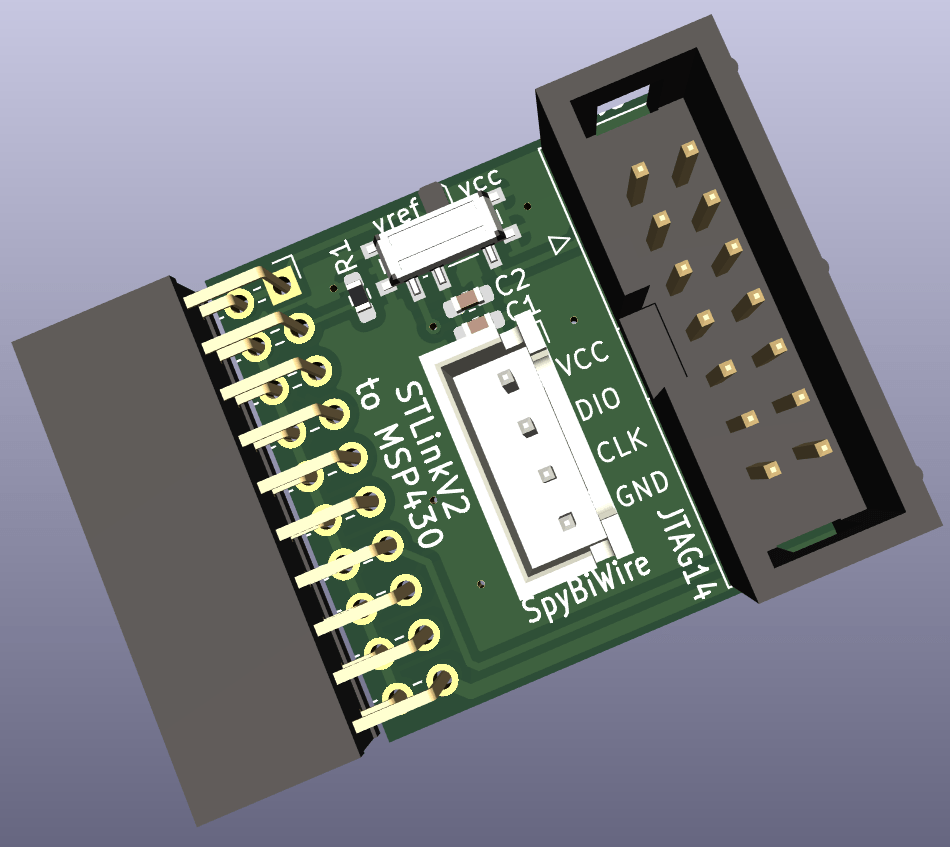 vref
vcc
R1
C2
C1
VCC
DIO
CLK
GND
STLinkV2
to MSP430
SpyBiWire
JTAG14